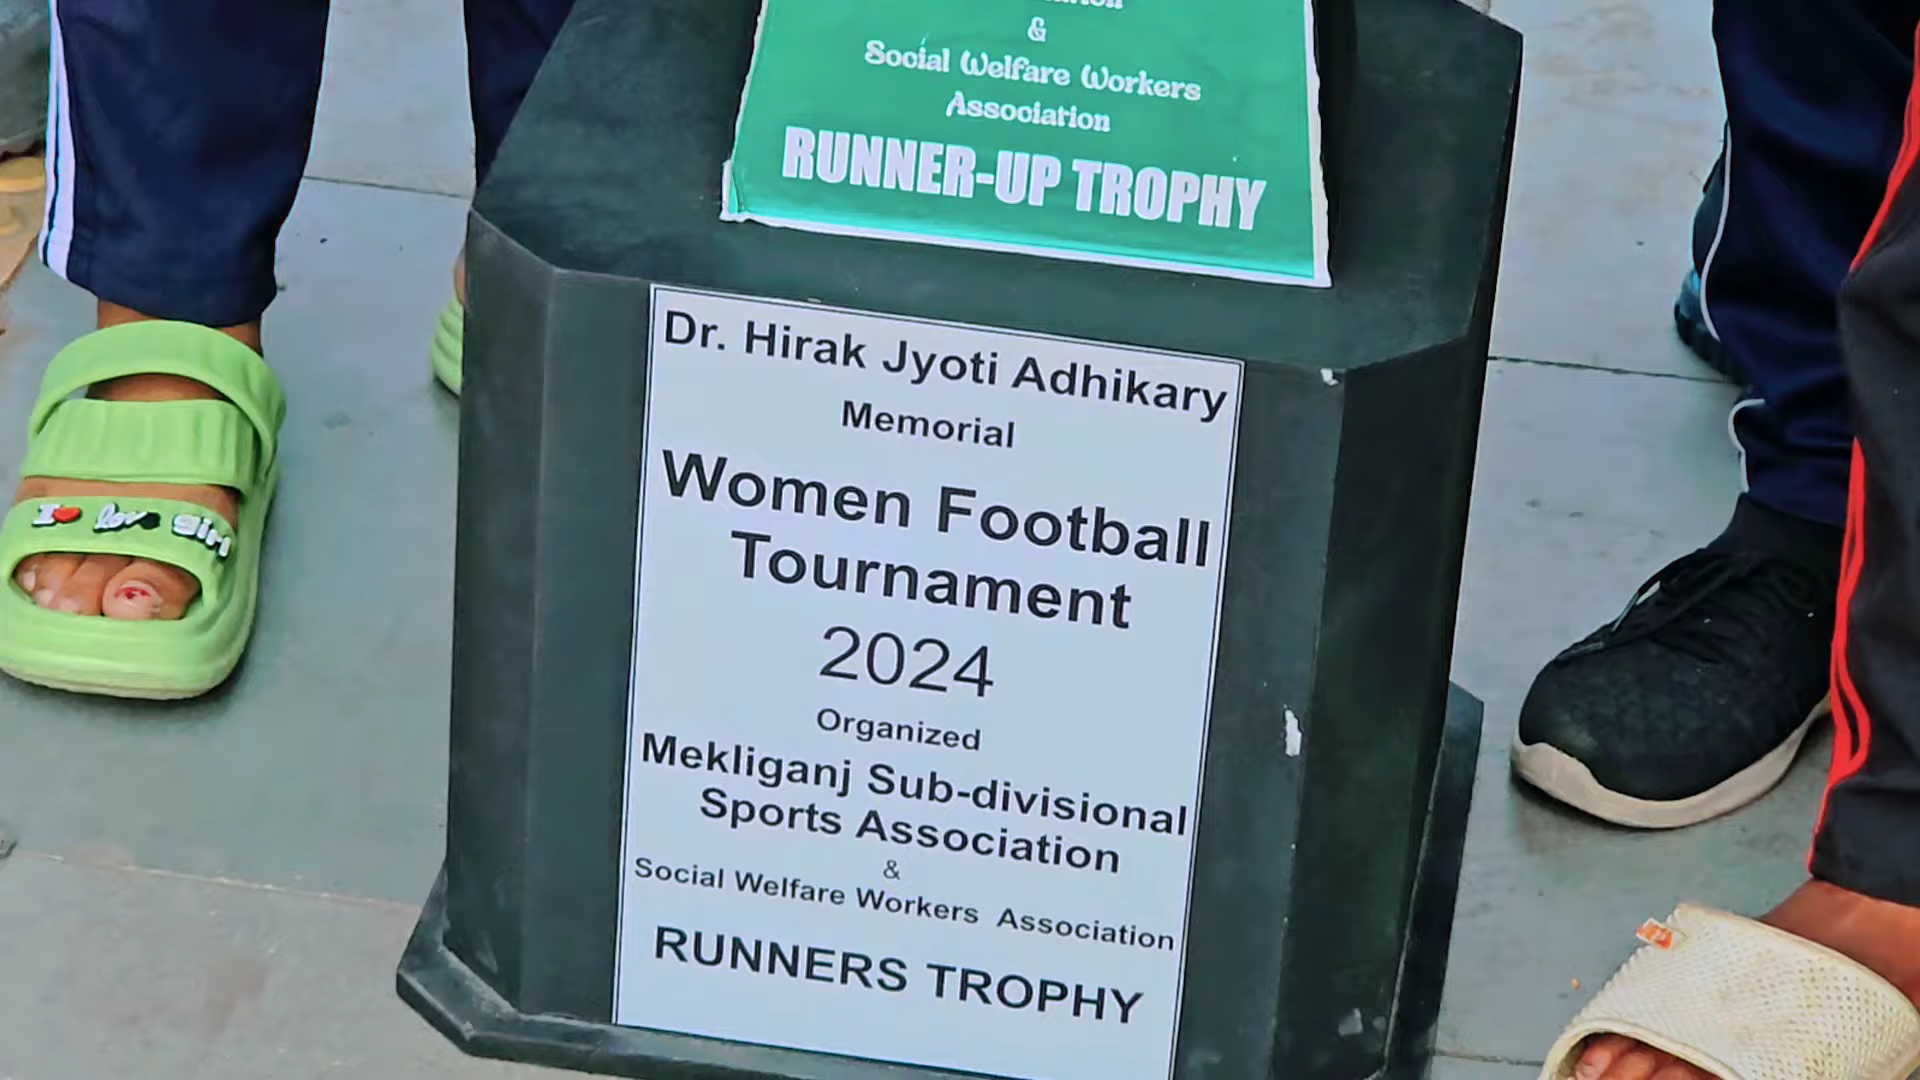 &
Social Welfare Workers
Association
RUNNER-UP TROPHY
Dr. Hirak Jyoti Adhikary
Memorial
Women Football
Tournament
2024
Organized
Mekliganj Sub-divisional
Sports Association
&
Social Welfare Workers Association
RUNNERS TROPHY
I love girl